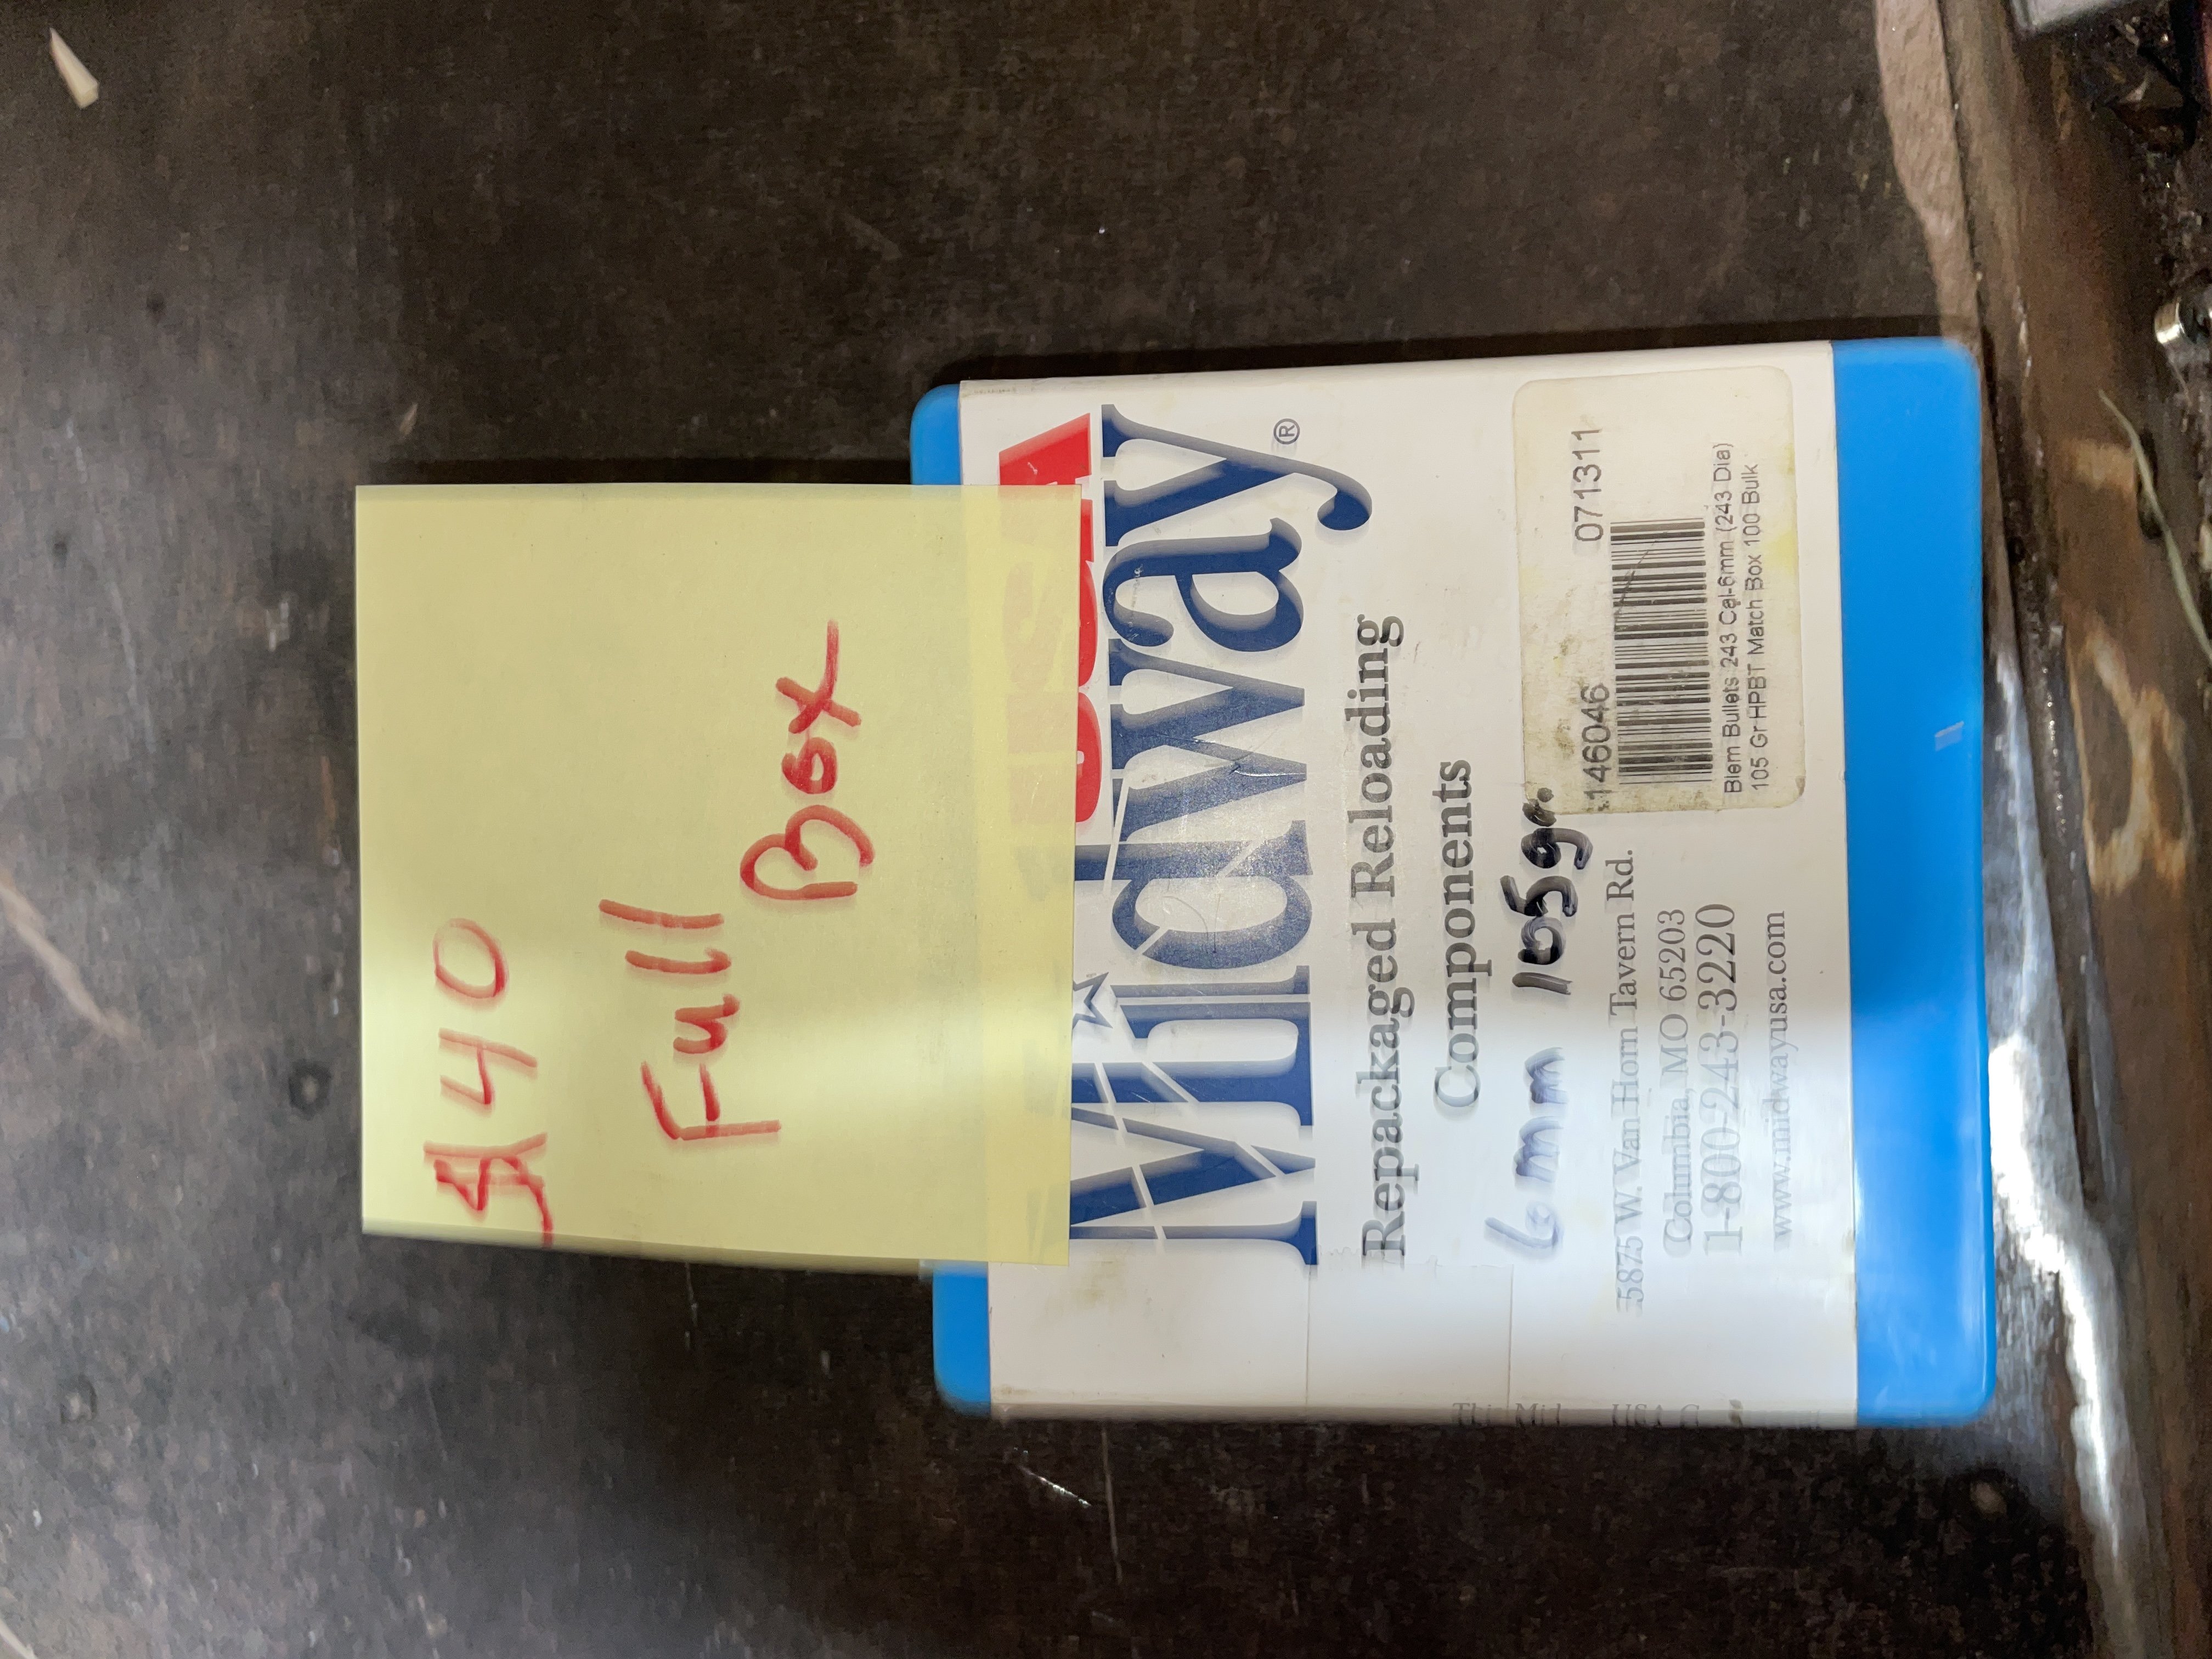 $40
Full
Box
USA
Midway®
Repackaged Reloading
Components
6mm 105gr.
5875 W. Van Horn Tavern Rd.
Columbia, MO 65203
1-800-243-3220
www.midwayusa.com
146046 071311
Blem Bullets 243 Cal-6mm (243 Dia)
105 Gr HPBT Match Box 100 Bulk